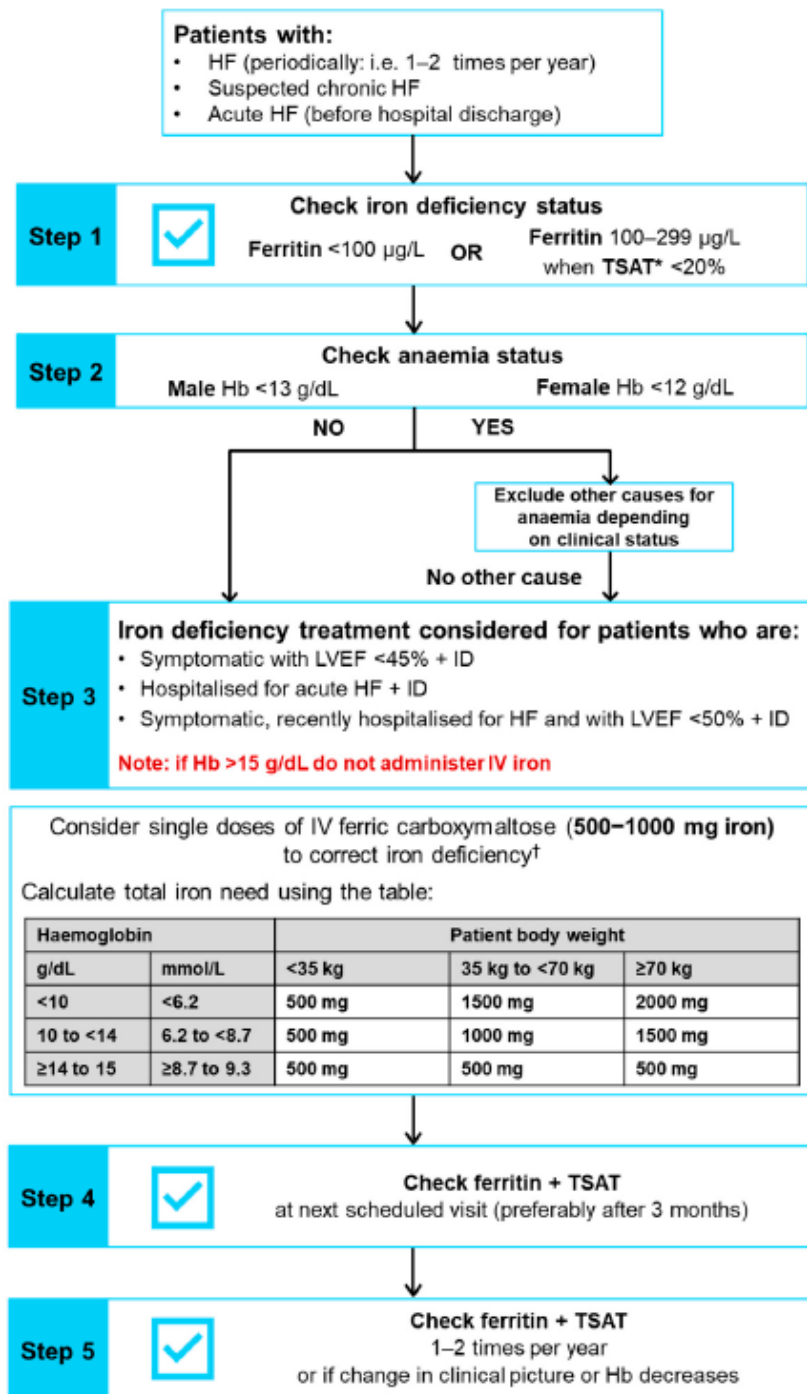 Patients with:
• HF (periodically: i.e. 1–2 times per year)
• Suspected chronic HF
• Acute HF (before hospital discharge)
Step 1
Check iron deficiency status
Ferritin <100 µg/L OR Ferritin 100–299 µg/L
when TSAT* <20%
Step 2
Check anaemia status
Male Hb <13 g/dL Female Hb <12 g/dL
NO YES
Exclude other causes for
anaemia depending
on clinical status
No other cause
Step 3
Iron deficiency treatment considered for patients who are:
• Symptomatic with LVEF <45% + ID
• Hospitalised for acute HF + ID
• Symptomatic, recently hospitalised for HF and with LVEF <50% + ID
Note: if Hb >15 g/dL do not administer IV iron
Consider single doses of IV ferric carboxymaltose (500−1000 mg iron)
to correct iron deficiency†
Calculate total iron need using the table:
Haemoglobin Patient body weight
g/dL mmol/L <35 kg 35 kg to <70 kg ≥70 kg
<10 <6.2 500 mg 1500 mg 2000 mg
10 to <14 6.2 to <8.7 500 mg 1000 mg 1500 mg
≥14 to 15 ≥8.7 to 9.3 500 mg 500 mg 500 mg
Step 4
Check ferritin + TSAT
at next scheduled visit (preferably after 3 months)
Step 5
Check ferritin + TSAT
1–2 times per year
or if change in clinical picture or Hb decreases